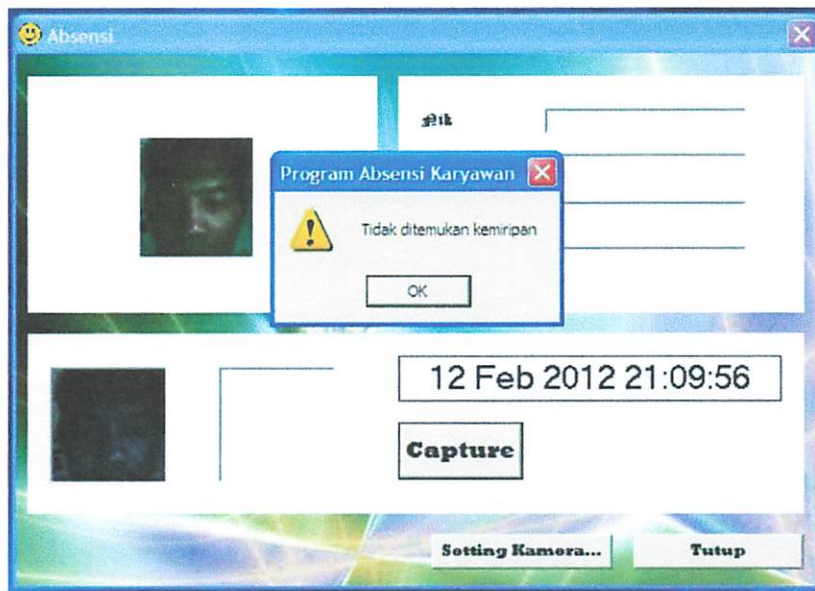 Absensi
Nik
Program Absensi Karyawan
Tidak ditemukan kemiripan
OK
12 Feb 2012 21:09:56
Capture
Setting Kamera...
Tutup